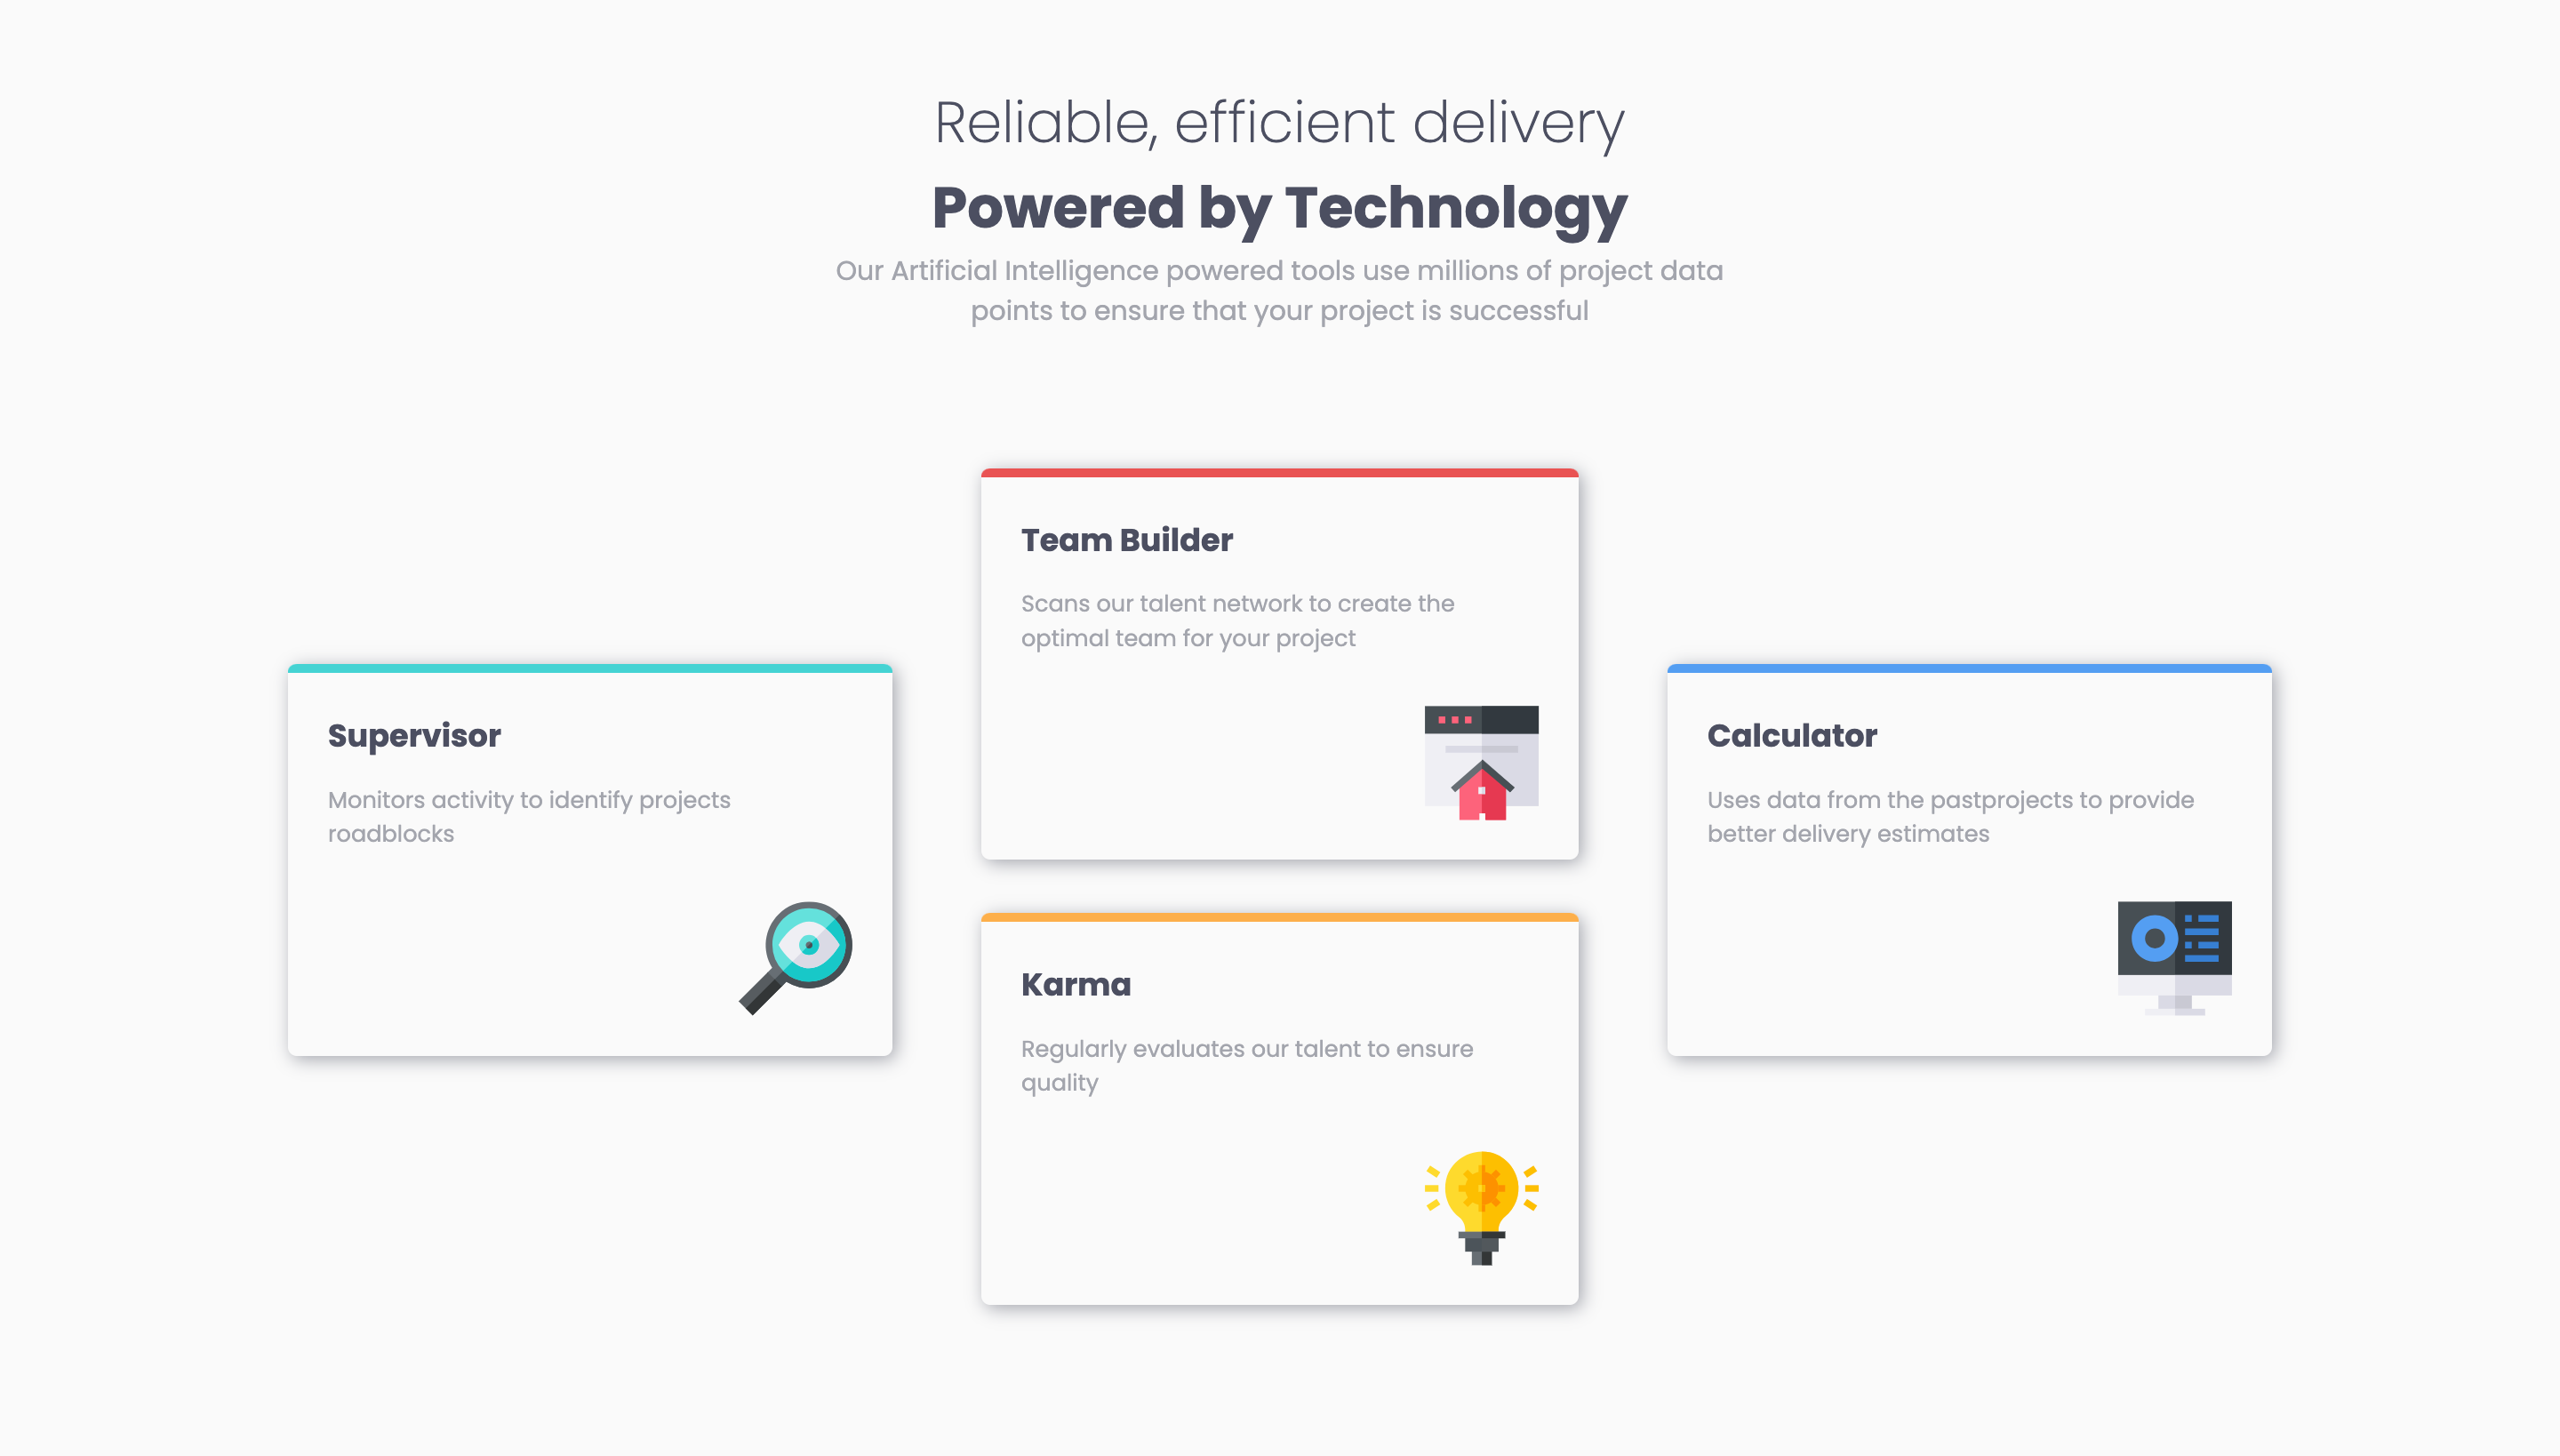 Reliable, efficient delivery
Powered by Technology
Our Artificial Intelligence powered tools use millions of project data
points to ensure that your project is successful
Supervisor
Monitors activity to identify projects
roadblocks
Team Builder
Scans our talent network to create the
optimal team for your project
Karma
Regularly evaluates our talent to ensure
quality
Calculator
Uses data from the pastprojects to provide
better delivery estimates